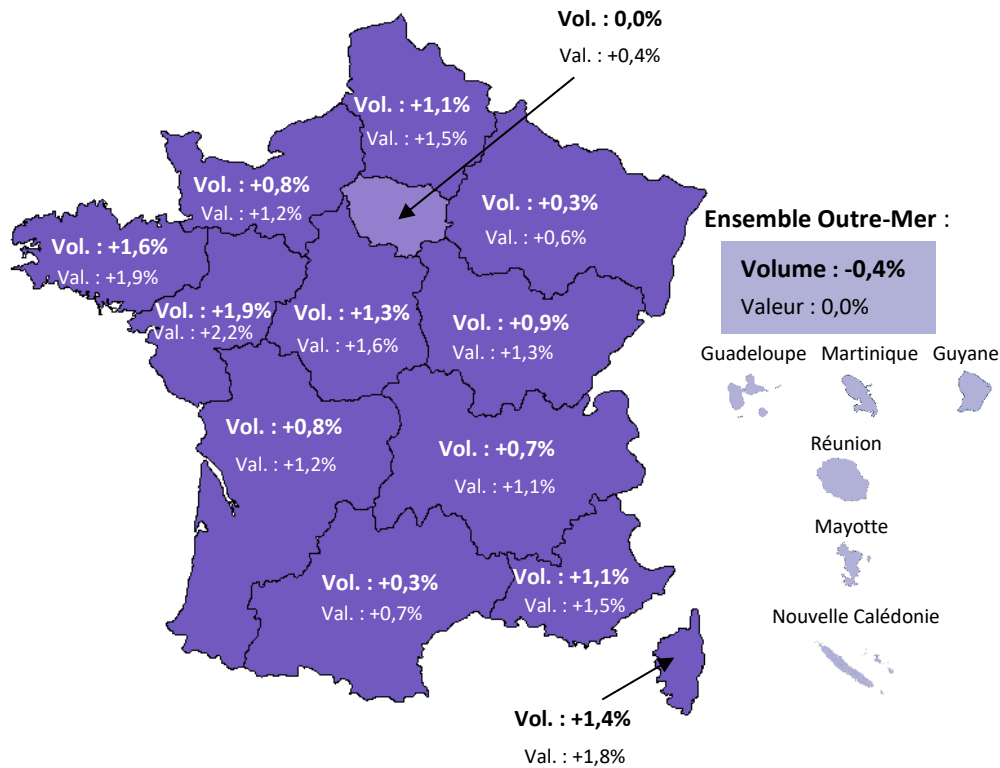 Vol. : 0,0%
Val. : +0,4%
Vol. : +1,1%
Val. : +1,5%
Vol. : +0,8%
Val. : +1,2%
Vol. : +0,3%
Val. : +0,6%
Vol. : +1,6%
Val. : +1,9%
Vol. : +1,9%
Val. : +2,2%
Vol. : +1,3%
Val. : +1,6%
Vol. : +0,9%
Val. : +1,3%
Vol. : +0,8%
Val. : +1,2%
Vol. : +0,7%
Val. : +1,1%
Vol. : +0,3%
Val. : +0,7%
Vol. : +1,1%
Val. : +1,5%
Vol. : +1,4%
Val. : +1,8%
Ensemble Outre-Mer :
Volume : -0,4%
Valeur : 0,0%
Guadeloupe Martinique Guyane
Réunion
Mayotte
Nouvelle Calédonie